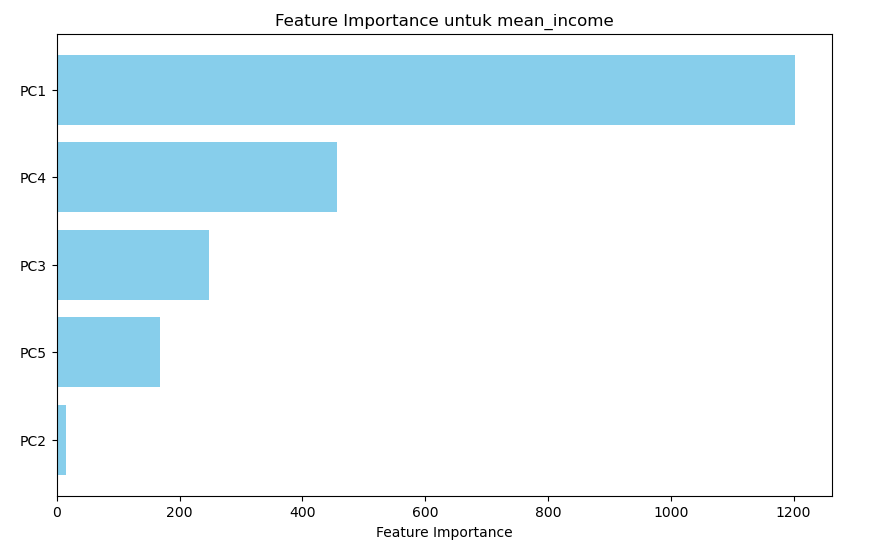 Feature Importance untuk mean_income
PC1
PC4
PC3
PC5
PC2
0 200 400 600 800 1000 1200
Feature Importance